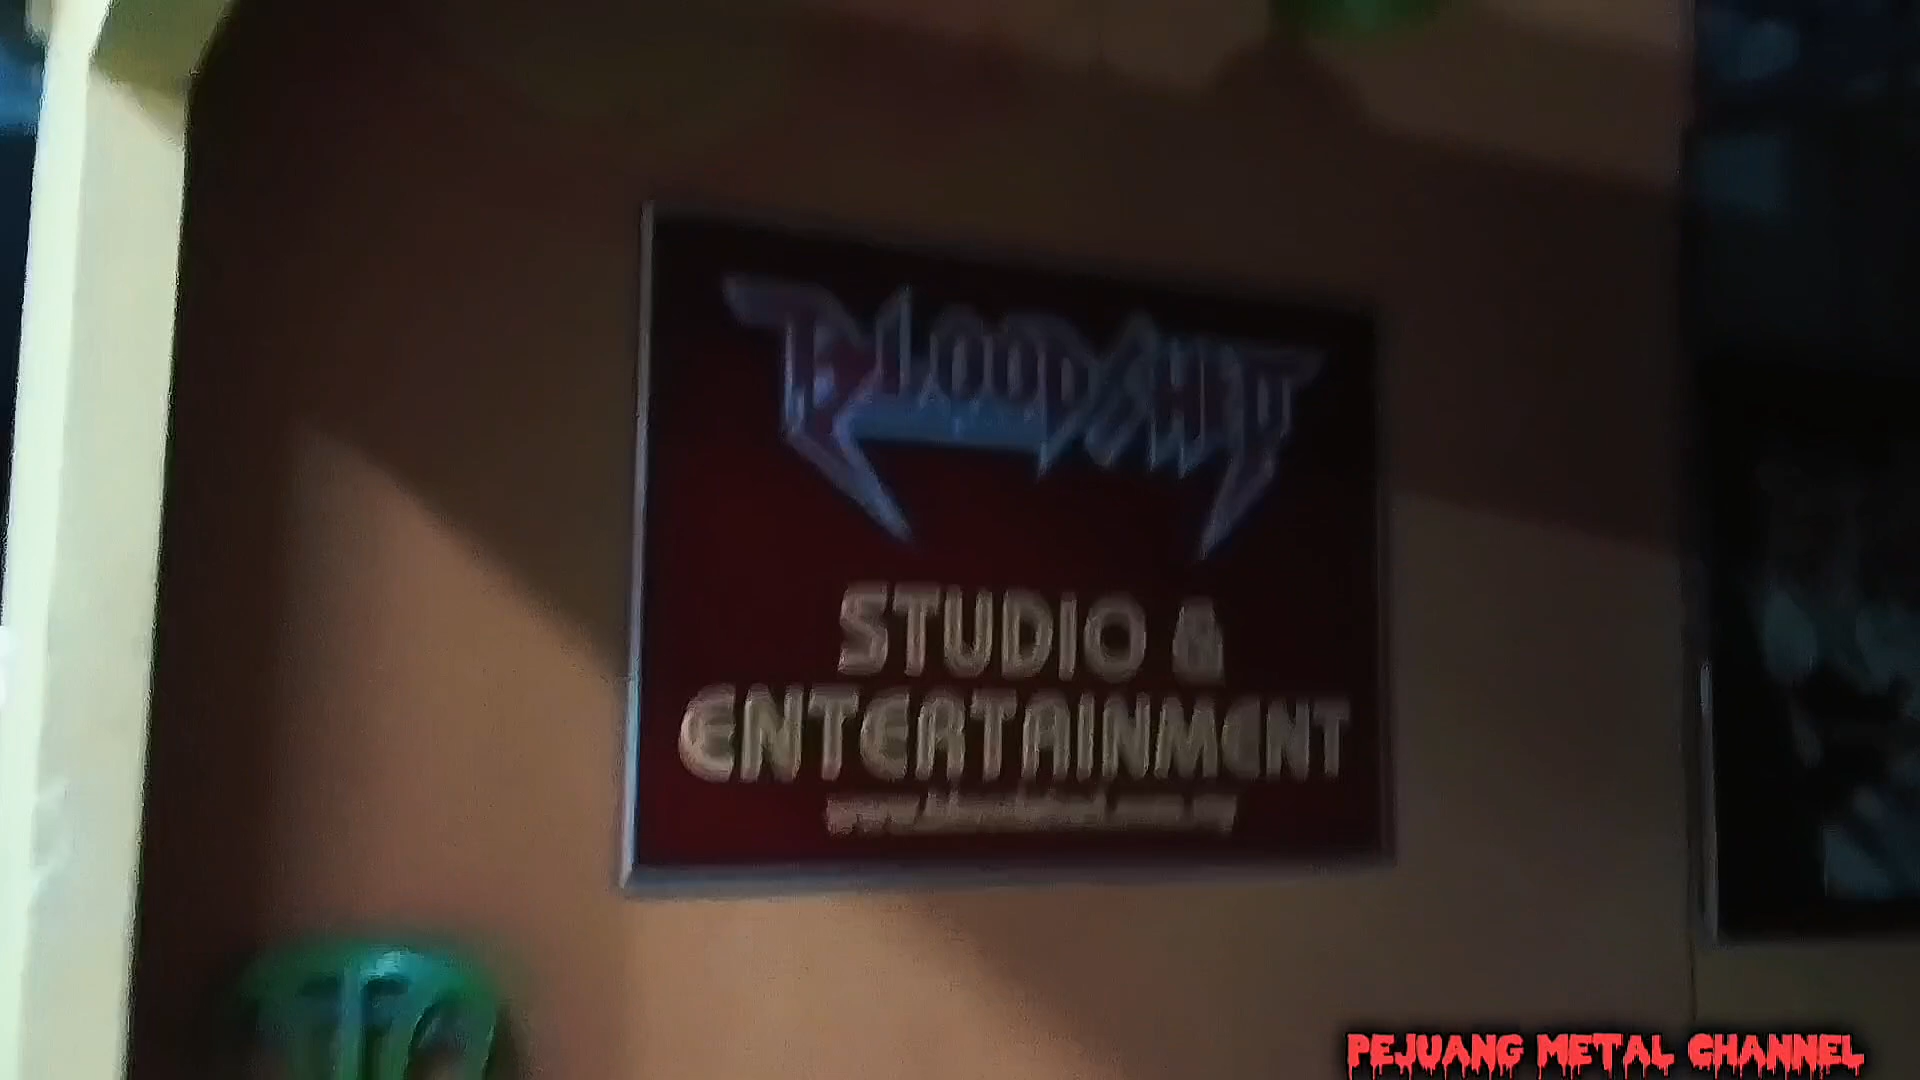 BLOODSHED
STUDIO &
ENTERTAINMENT
PEJUANG METAL CHANNEL